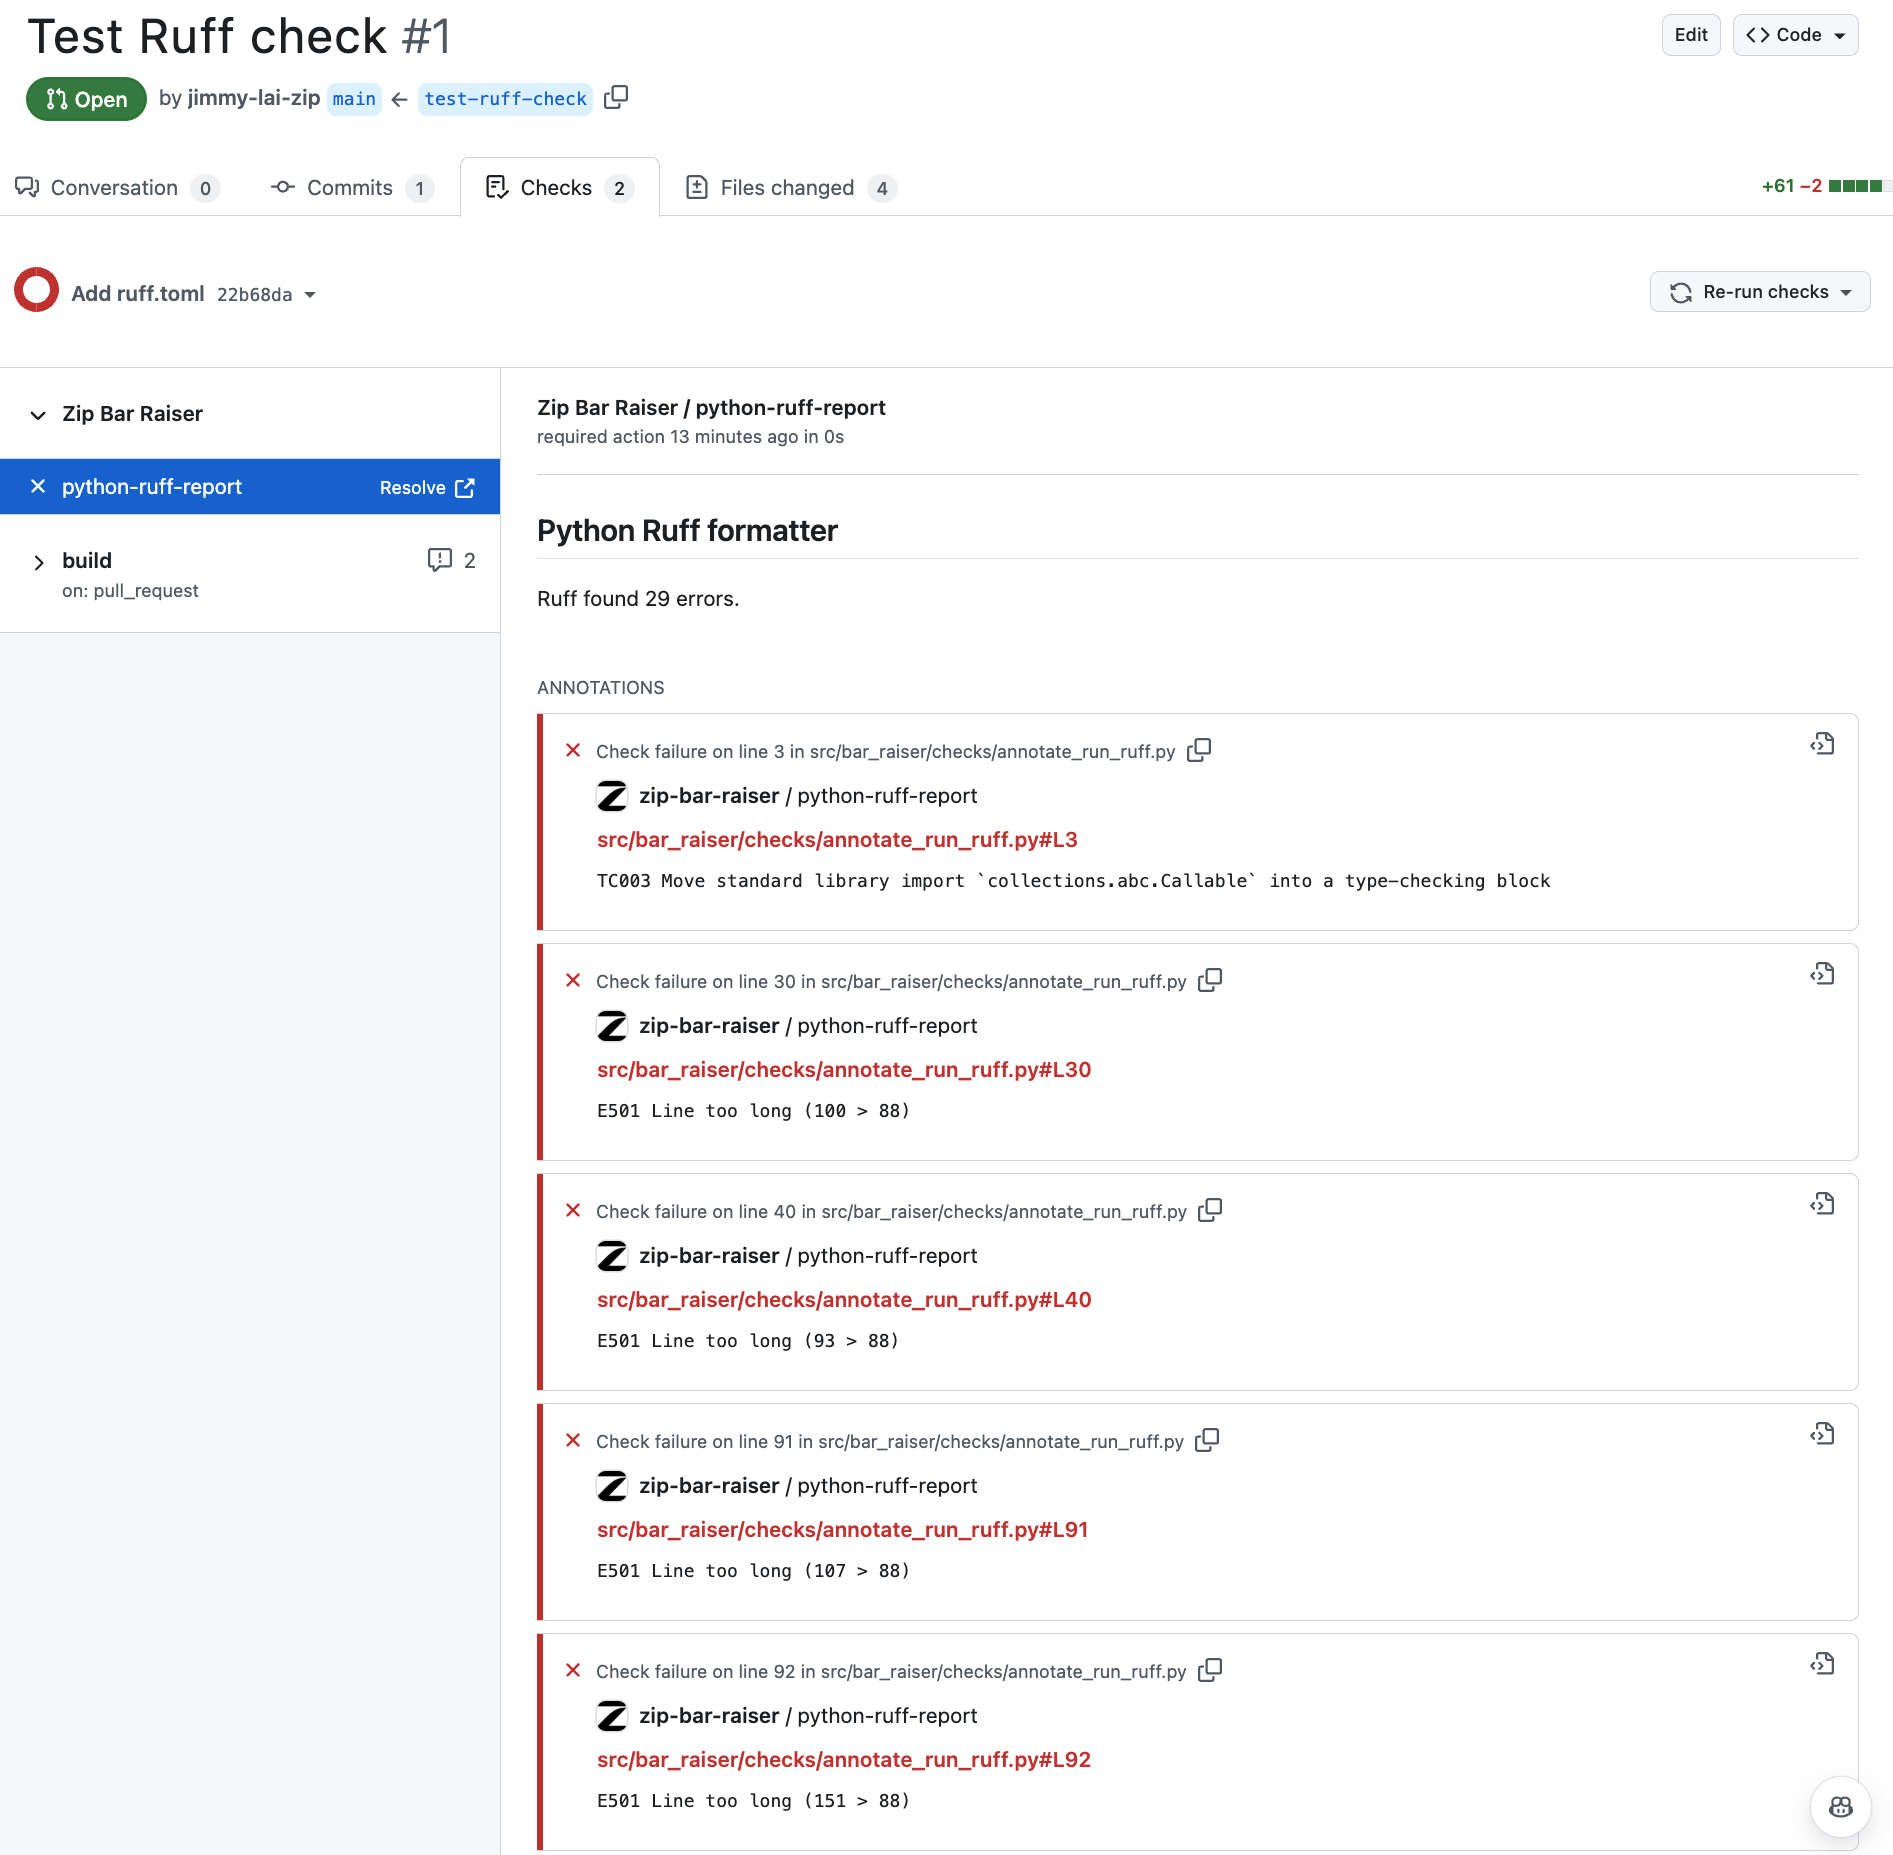 Test Ruff check #1
Edit
Code
Open
by jimmy-lai-zip main ← test-ruff-check
Conversation 0
Commits 1
Checks 2
Files changed 4
+61 −2
Add ruff.toml 22b68da
Re-run checks
Zip Bar Raiser
python-ruff-report
Resolve
build
2
on: pull_request
Zip Bar Raiser / python-ruff-report
required action 13 minutes ago in 0s
Python Ruff formatter
Ruff found 29 errors.
ANNOTATIONS
Check failure on line 3 in src/bar_raiser/checks/annotate_run_ruff.py
zip-bar-raiser / python-ruff-report
src/bar_raiser/checks/annotate_run_ruff.py#L3
TC003 Move standard library import `collections.abc.Callable` into a type-checking block
Check failure on line 30 in src/bar_raiser/checks/annotate_run_ruff.py
zip-bar-raiser / python-ruff-report
src/bar_raiser/checks/annotate_run_ruff.py#L30
E501 Line too long (100 > 88)
Check failure on line 40 in src/bar_raiser/checks/annotate_run_ruff.py
zip-bar-raiser / python-ruff-report
src/bar_raiser/checks/annotate_run_ruff.py#L40
E501 Line too long (93 > 88)
Check failure on line 91 in src/bar_raiser/checks/annotate_run_ruff.py
zip-bar-raiser / python-ruff-report
src/bar_raiser/checks/annotate_run_ruff.py#L91
E501 Line too long (107 > 88)
Check failure on line 92 in src/bar_raiser/checks/annotate_run_ruff.py
zip-bar-raiser / python-ruff-report
src/bar_raiser/checks/annotate_run_ruff.py#L92
E501 Line too long (151 > 88)